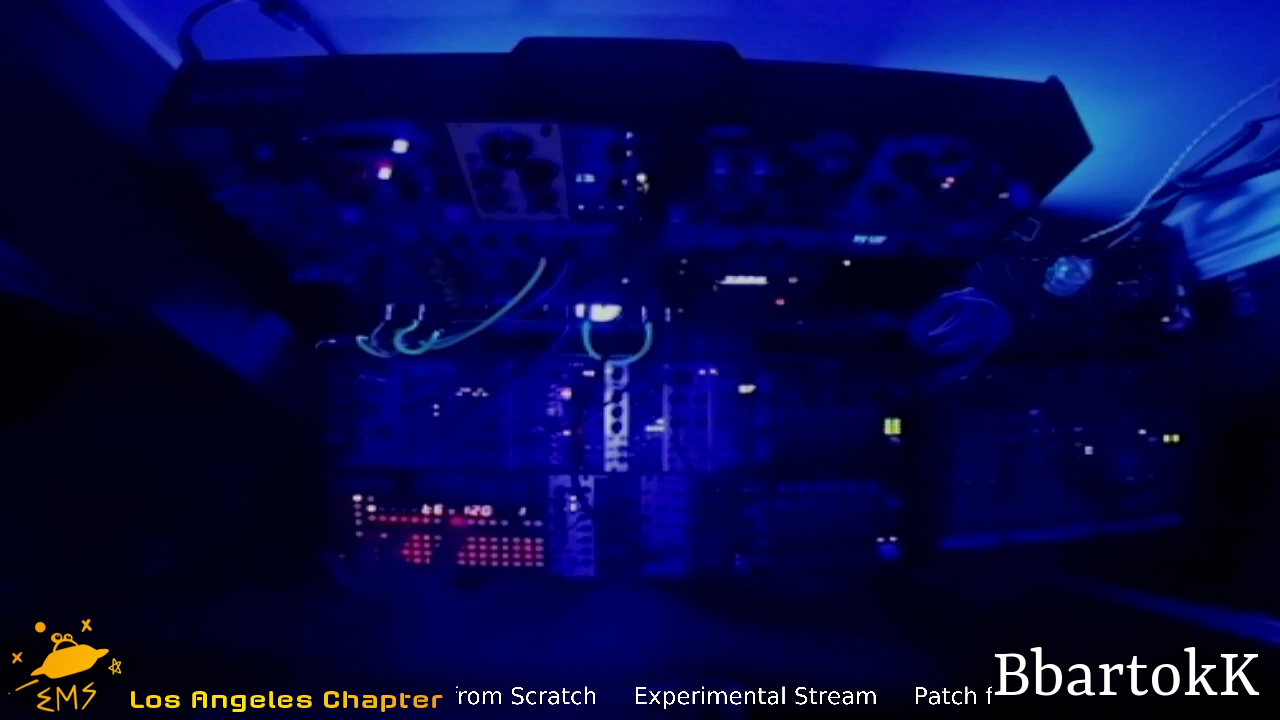 BbartokK
EMS
Los Angeles Chapter
rom Scratch Experimental Stream Patch f